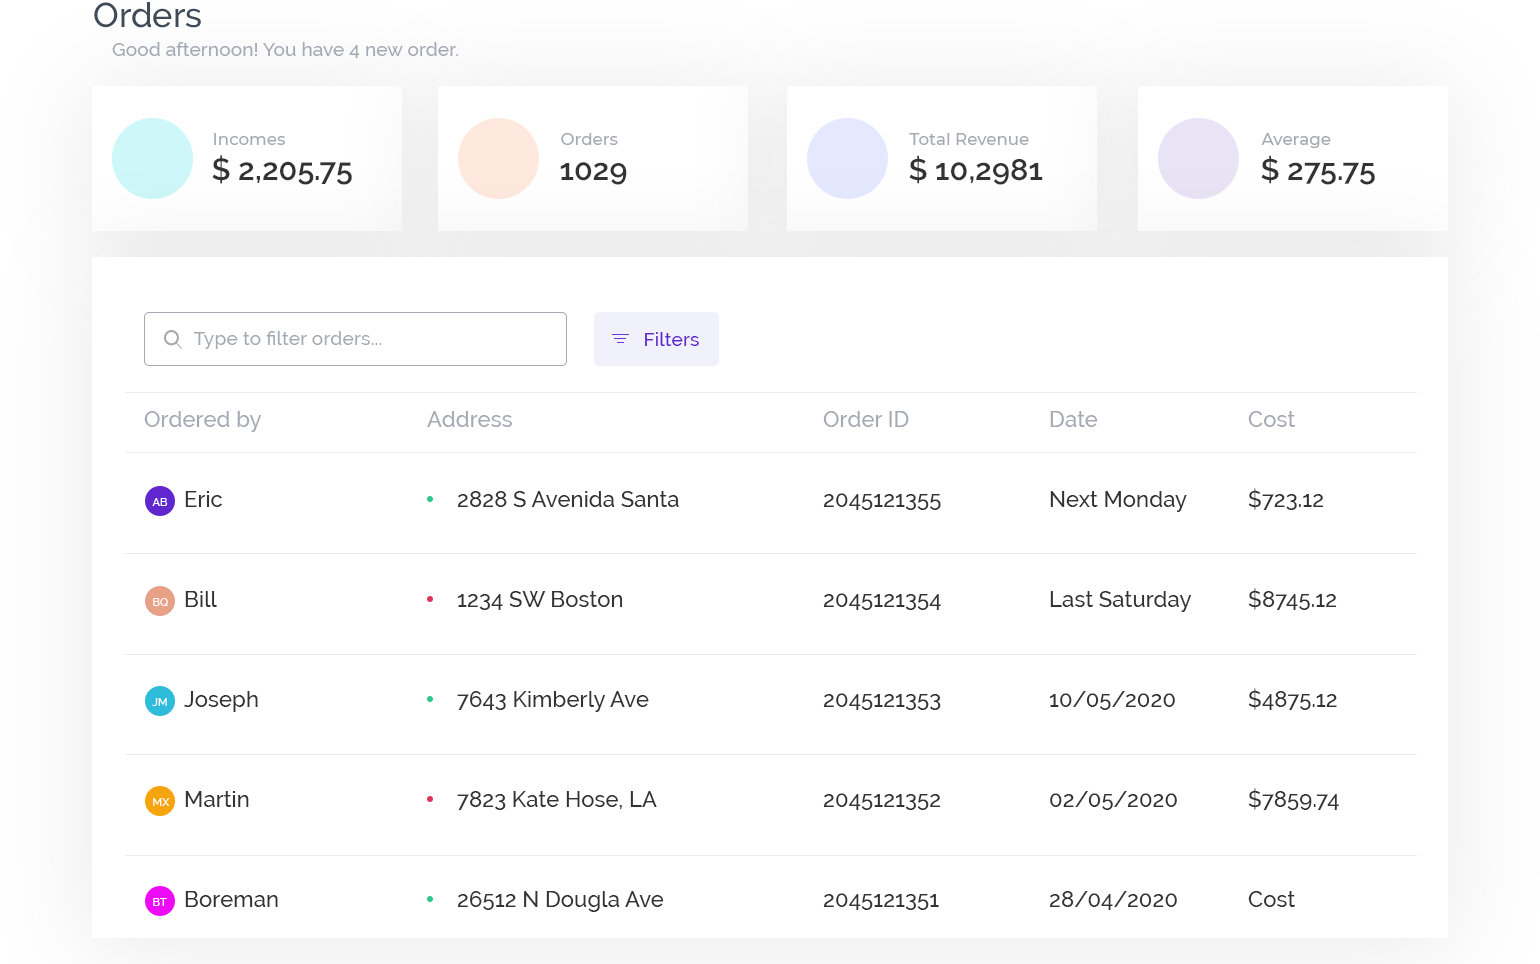 Orders
Good afternoon! You have 4 new order.
Incomes
$ 2,205.75
Orders
1029
Total Revenue
$ 10,2981
Average
$ 275.75
Type to filter orders...
Filters
Ordered by Address Order ID Date Cost
AB Eric 2828 S Avenida Santa 2045121355 Next Monday $723.12
BQ Bill 1234 SW Boston 2045121354 Last Saturday $8745.12
JM Joseph 7643 Kimberly Ave 2045121353 10/05/2020 $4875.12
MX Martin 7823 Kate Hose, LA 2045121352 02/05/2020 $7859.74
BT Boreman 26512 N Dougla Ave 2045121351 28/04/2020 Cost